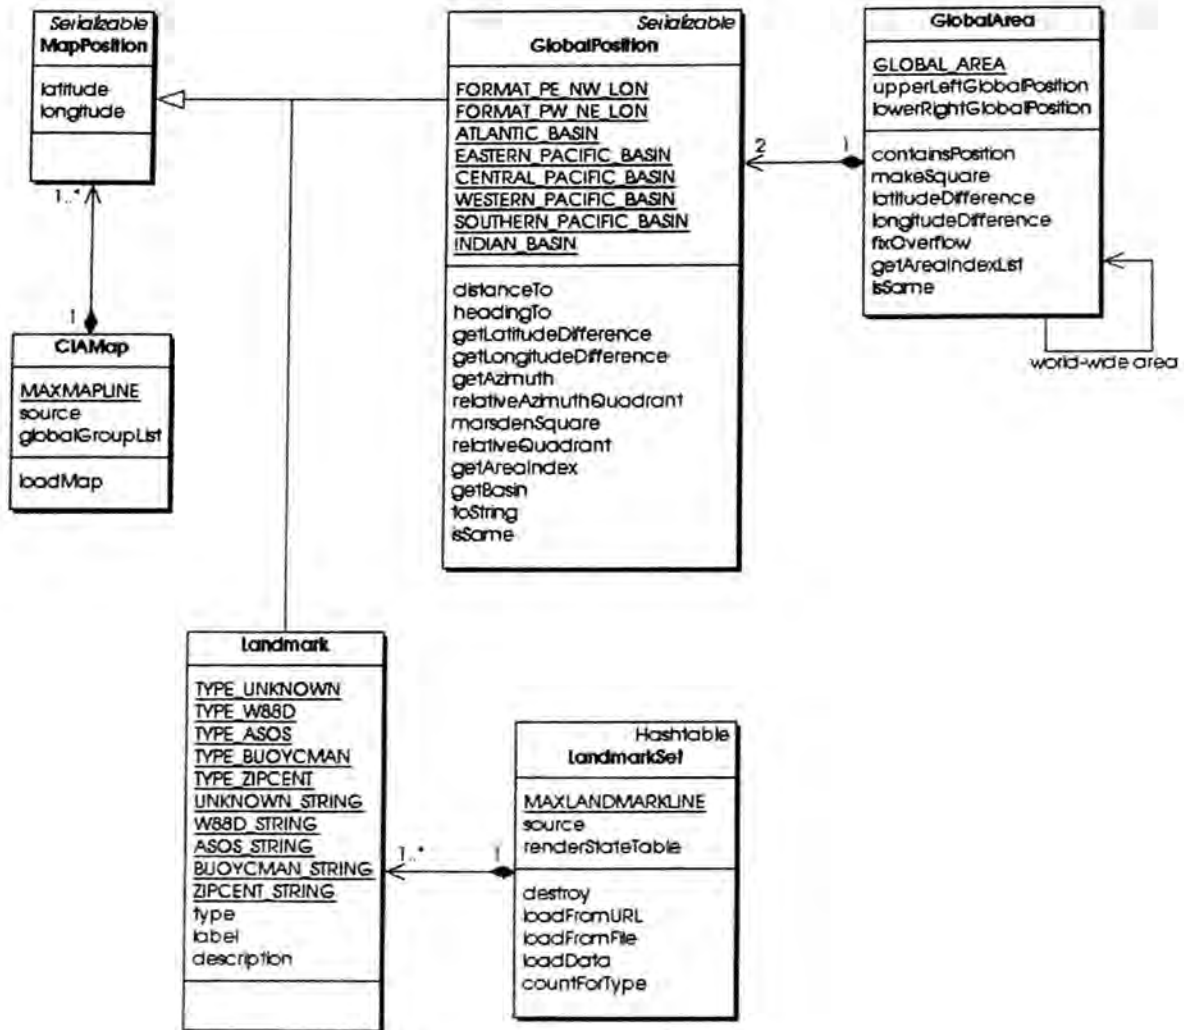 Serializable
MapPosition
latitude
longitude
1..*
1
CIAMap
MAXMAPLINE
source
globalGroupList
loadMap
Serializable
GlobalPosition
FORMAT_PE_NW_LON
FORMAT_PW_NE_LON
ATLANTIC_BASIN
EASTERN_PACIFIC_BASIN
CENTRAL_PACIFIC_BASIN
WESTERN_PACIFIC_BASIN
SOUTHERN_PACIFIC_BASIN
INDIAN_BASIN
distanceTo
headingTo
getLatitudeDifference
getLongitudeDifference
getAzimuth
relativeAzimuthQuadrant
marsdenSquare
relativeQuadrant
getAreaIndex
getBasin
toString
isSame
2
1
GlobalArea
GLOBAL_AREA
upperLeftGlobalPosition
lowerRightGlobalPosition
containsPosition
makeSquare
latitudeDifference
longitudeDifference
fixOverflow
getAreaIndexList
isSame
world-wide area
Landmark
TYPE_UNKNOWN
TYPE_W88D
TYPE_ASOS
TYPE_BUOYCMAN
TYPE_ZIPCENT
UNKNOWN_STRING
W88D_STRING
ASOS_STRING
BUOYCMAN_STRING
ZIPCENT_STRING
type
label
description
1..*
1
Hashtable
LandmarkSet
MAXLANDMARKLINE
source
renderStateTable
destroy
loadFromURL
loadFromFile
loadData
countForType